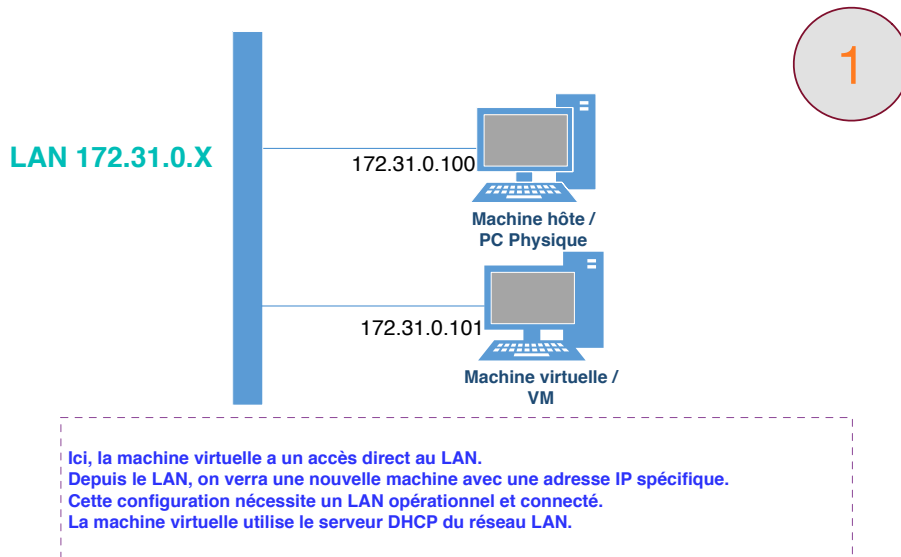 1
LAN 172.31.0.X
172.31.0.100
Machine hôte /
PC Physique
172.31.0.101
Machine virtuelle /
VM
Ici, la machine virtuelle a un accès direct au LAN.
Depuis le LAN, on verra une nouvelle machine avec une adresse IP spécifique.
Cette configuration nécessite un LAN opérationnel et connecté.
La machine virtuelle utilise le serveur DHCP du réseau LAN.